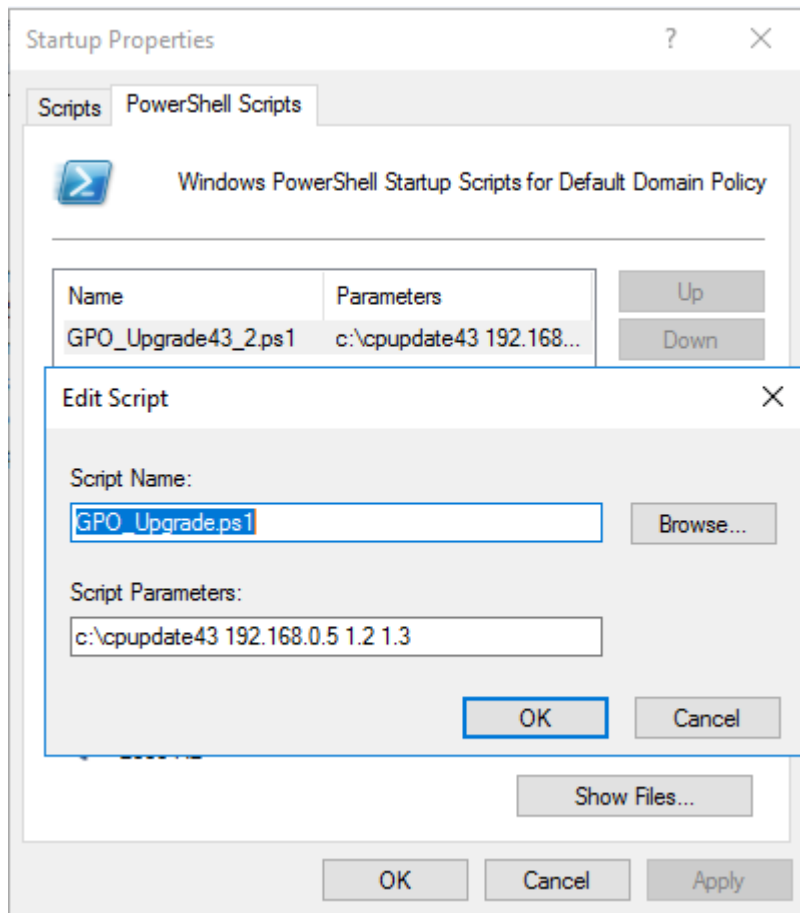 Startup Properties
Scripts
PowerShell Scripts
Windows PowerShell Startup Scripts for Default Domain Policy
Name Parameters
GPO_Upgrade43_2.ps1 c:\cpupdate43 192.168...
Up
Down
Edit Script
Script Name:
GPO_Upgrade.ps1
Browse...
Script Parameters:
c:\cpupdate43 192.168.0.5 1.2 1.3
OK Cancel
Show Files...
OK Cancel Apply